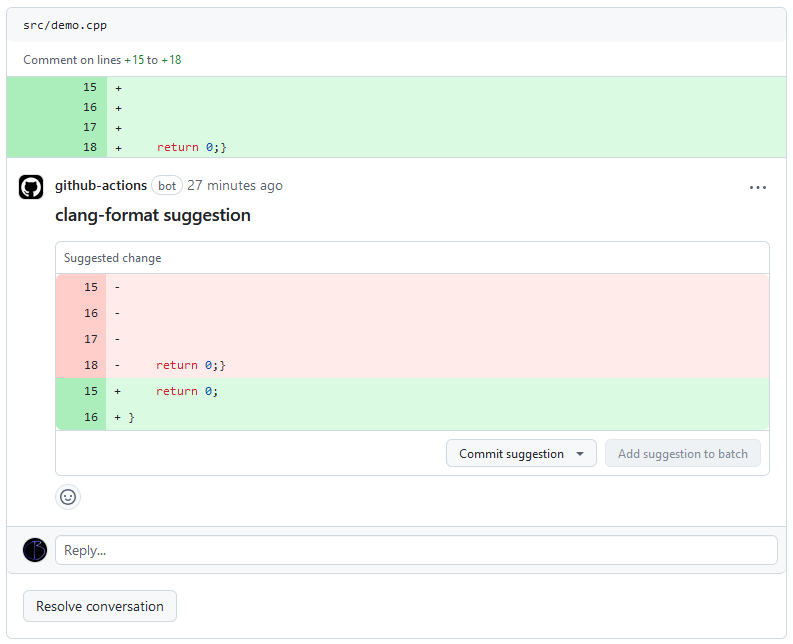 src/demo.cpp
Comment on lines +15 to +18
15 +
16 +
17 +
18 + return 0;}
github-actions bot 27 minutes ago ...
clang-format suggestion
Suggested change
15 -
16 -
17 -
18 - return 0;}
15 + return 0;
16 + }
Commit suggestion Add suggestion to batch
Reply...
Resolve conversation